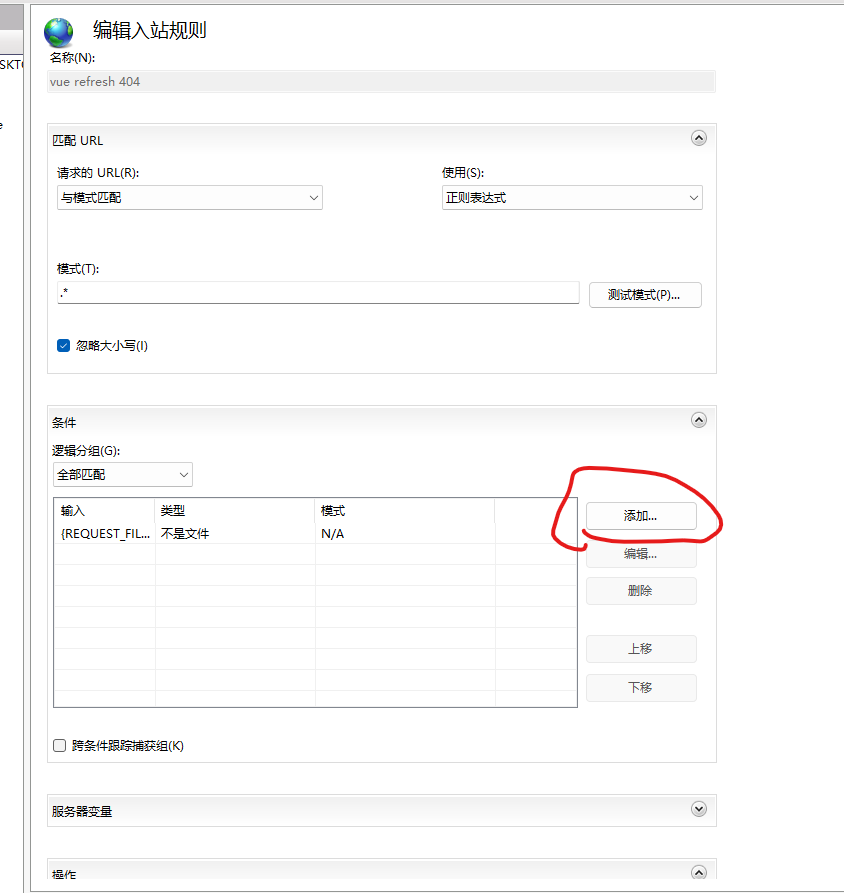 编辑入站规则
SKT
名称(N):
vue refresh 404
e
匹配 URL
请求的 URL(R):
使用(S):
与模式匹配
正则表达式
模式(T):
.*
测试模式(P)...
忽略大小写(I)
条件
逻辑分组(G):
全部匹配
输入 类型 模式
{REQUEST_FIL... 不是文件 N/A
添加...
编辑...
删除
上移
下移
跨条件跟踪捕获组(K)
服务器变量
操作